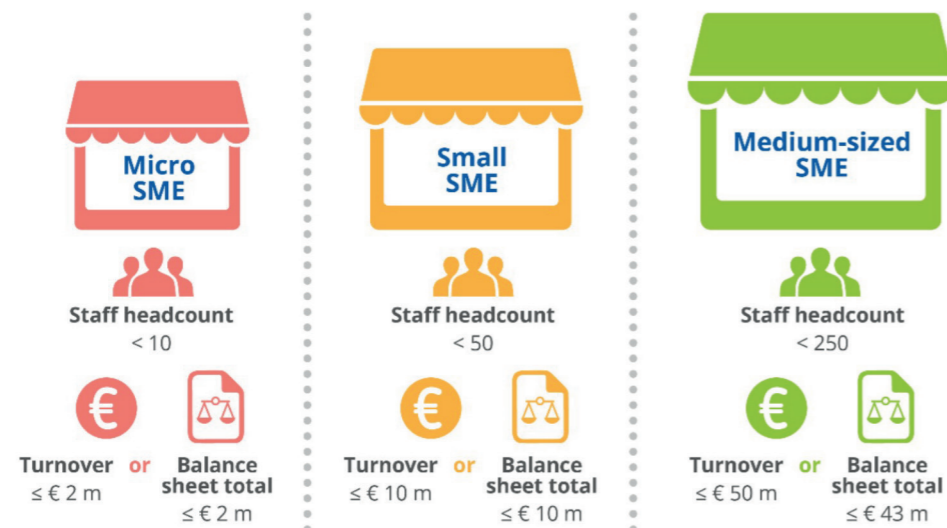 Micro
SME
Staff headcount
< 10
Turnover or Balance
sheet total
≤ € 2 m
≤ € 2 m
Small
SME
Staff headcount
< 50
Turnover or Balance
sheet total
≤ € 10 m
≤ € 10 m
Medium-sized
SME
Staff headcount
< 250
Turnover or Balance
sheet total
≤ € 50 m
≤ € 43 m